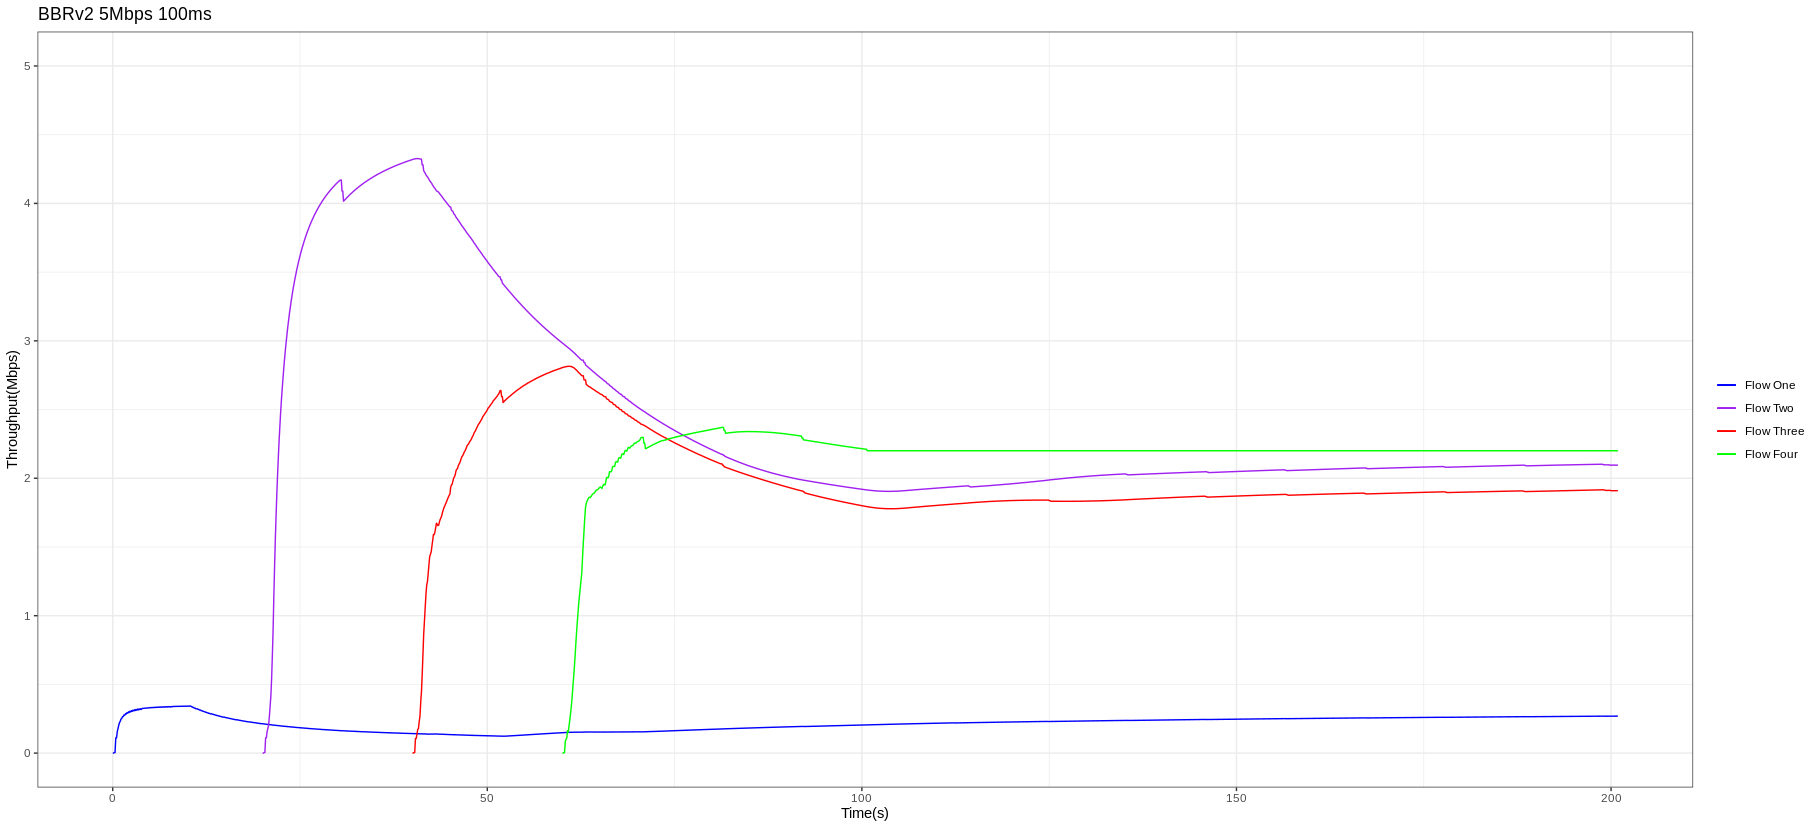 BBRv2 5Mbps 100ms
Throughput(Mbps)
5
4
3
2
1
0
0 50 100 150 200
Time(s)
Flow One
Flow Two
Flow Three
Flow Four